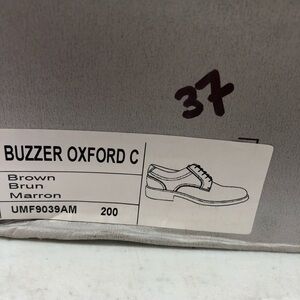 37
BUZZER OXFORD C
Brown
Brun
Marron
UMF9039AM 200